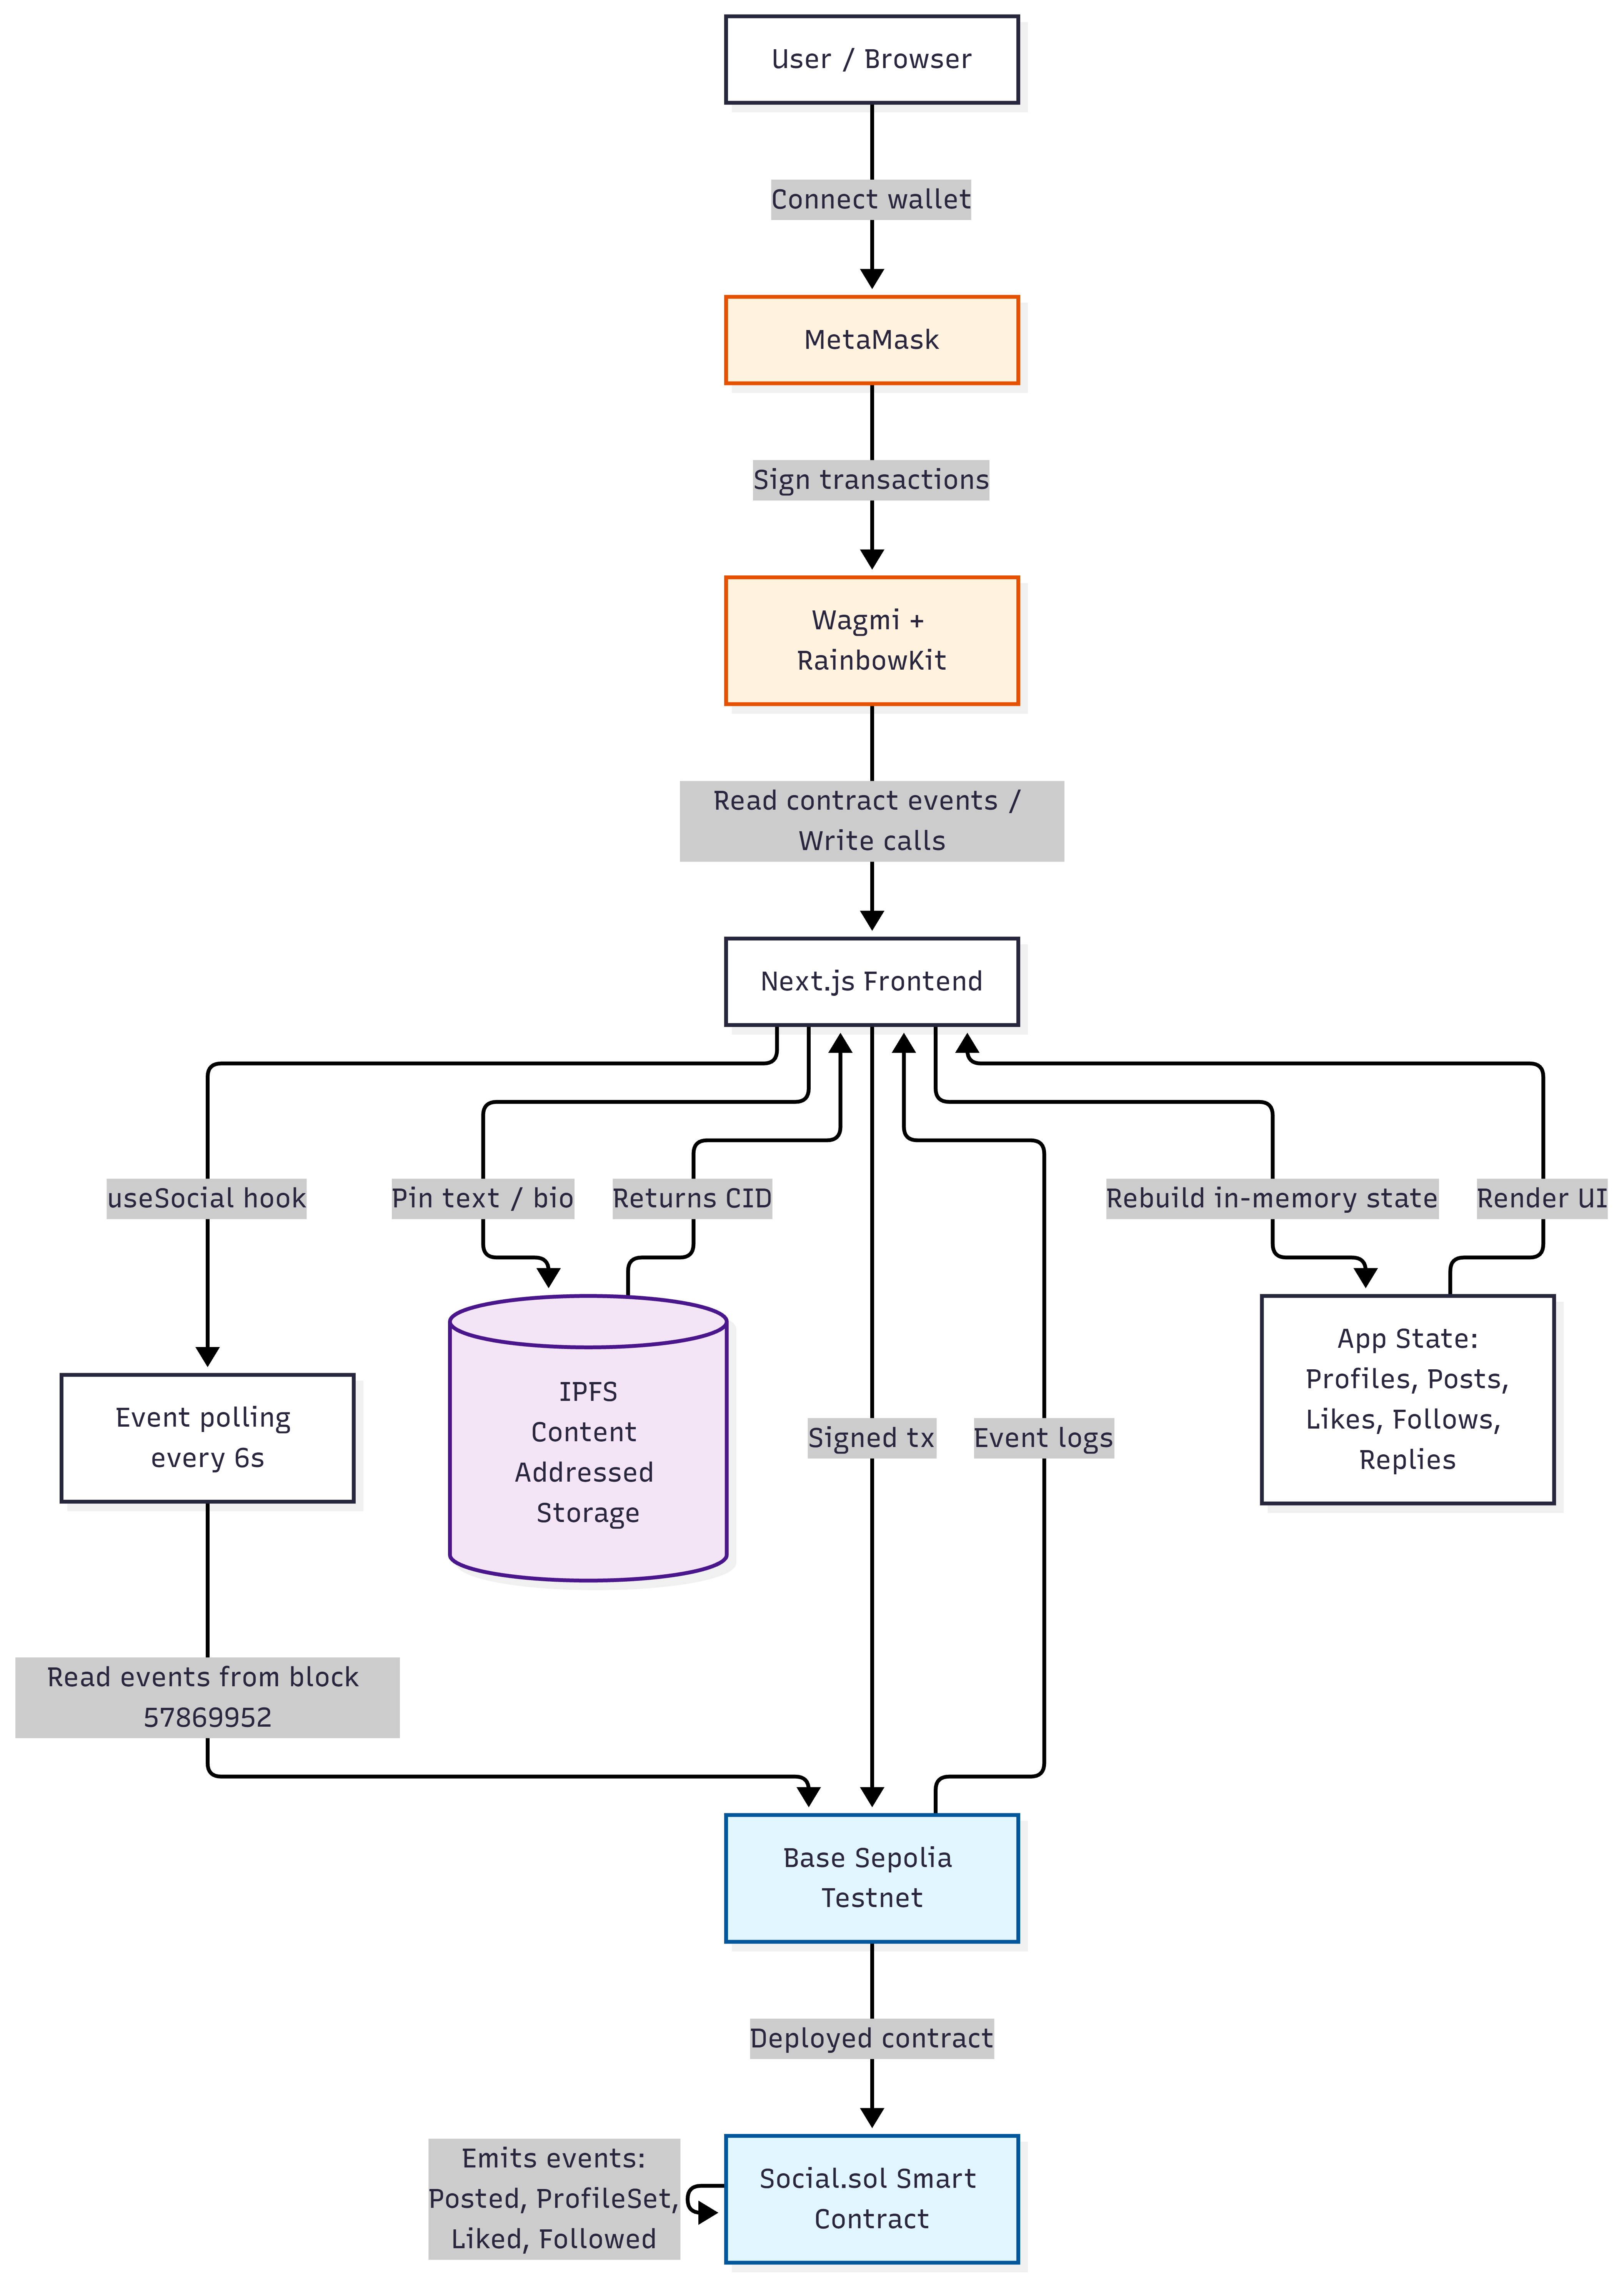 User / Browser
Connect wallet
MetaMask
Sign transactions
Wagmi +
RainbowKit
Read contract events /
Write calls
Next.js Frontend
useSocial hook
Pin text / bio
Returns CID
Rebuild in-memory state
Render UI
Event polling
every 6s
IPFS
Content
Addressed
Storage
Signed tx
Event logs
App State:
Profiles, Posts,
Likes, Follows,
Replies
Read events from block
57869952
Base Sepolia
Testnet
Deployed contract
Emits events:
Posted, ProfileSet,
Liked, Followed
Social.sol Smart
Contract